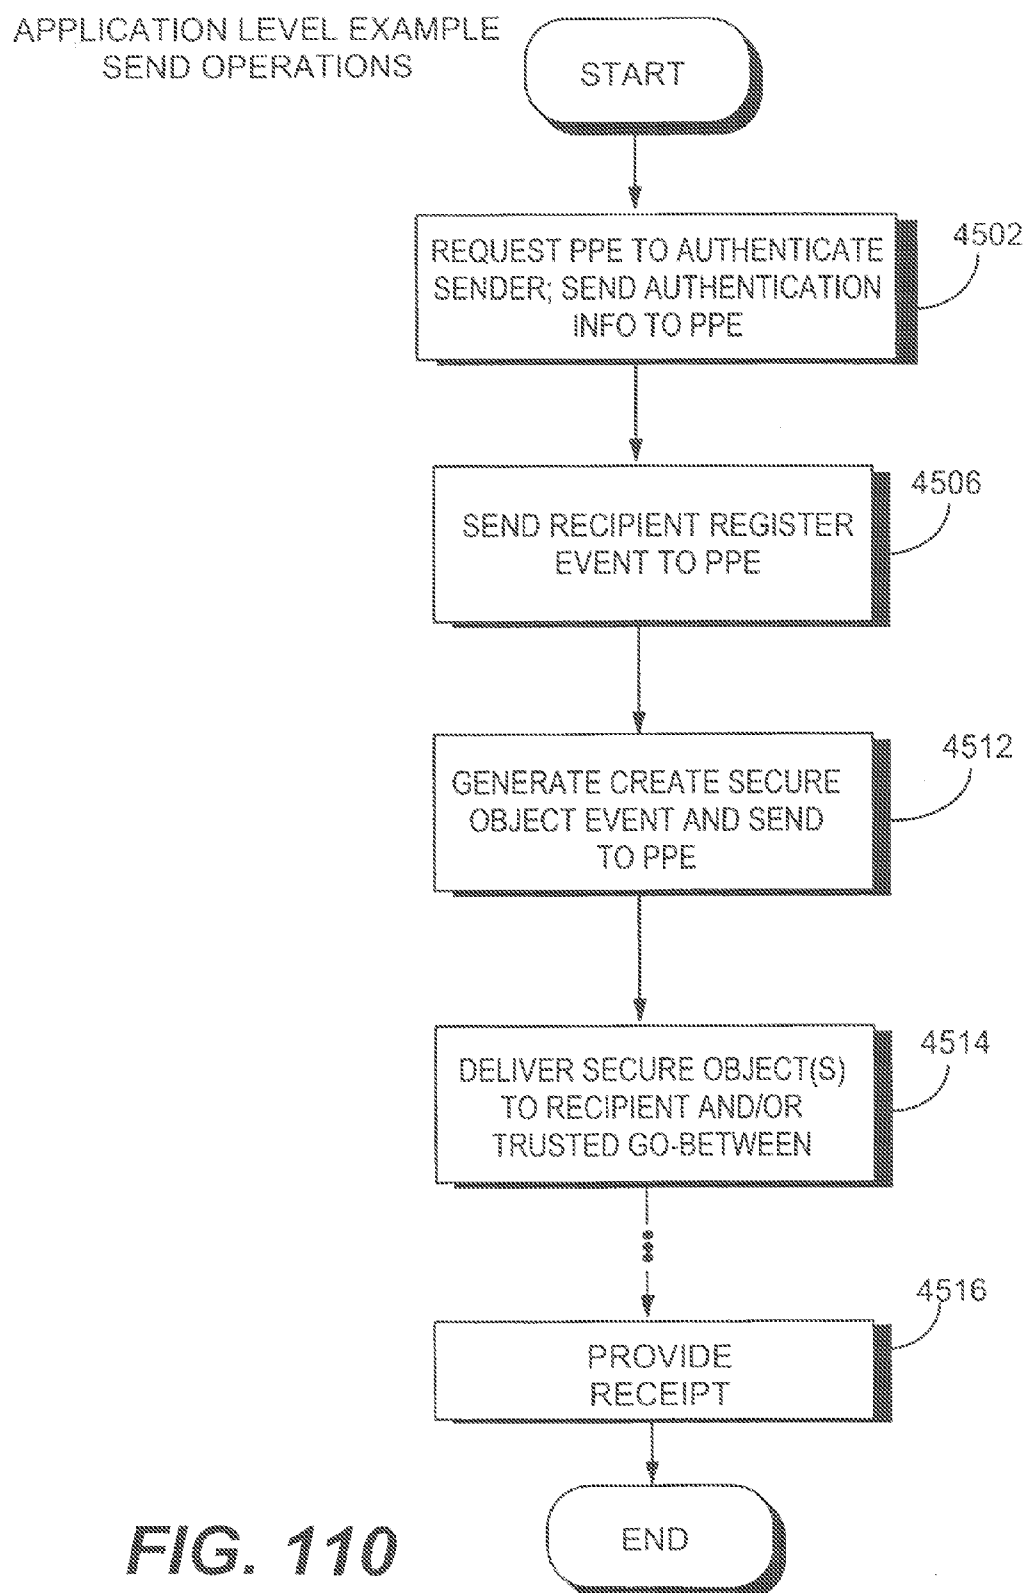 APPLICATION LEVEL EXAMPLE
SEND OPERATIONS
START
REQUEST PPE TO AUTHENTICATE
SENDER; SEND AUTHENTICATION
INFO TO PPE
4502
SEND RECIPIENT REGISTER
EVENT TO PPE
4506
GENERATE CREATE SECURE
OBJECT EVENT AND SEND
TO PPE
4512
DELIVER SECURE OBJECT(S)
TO RECIPIENT AND/OR
TRUSTED GO-BETWEEN
4514
PROVIDE
RECEIPT
4516
END
FIG. 110